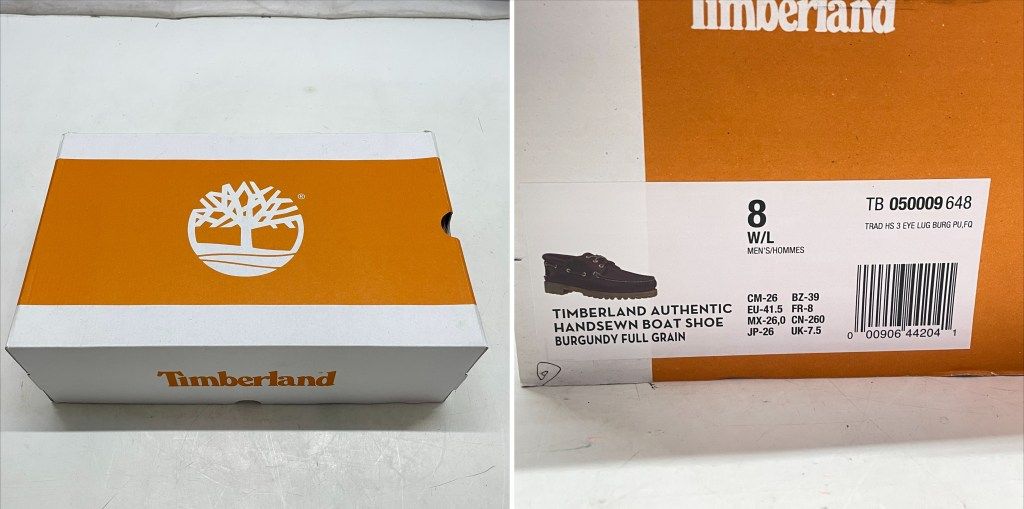 ®
Timberland
Timberland
8
W/L
MEN'S/HOMMES
TB 050009 648
TRAD HS 3 EYE LUG BURG PU,FQ
TIMBERLAND AUTHENTIC
HANDSEWN BOAT SHOE
BURGUNDY FULL GRAIN
CM-26 BZ-39
EU-41.5 FR-8
MX-26,0 CN-260
JP-26 UK-7.5
0 00906 44204 1